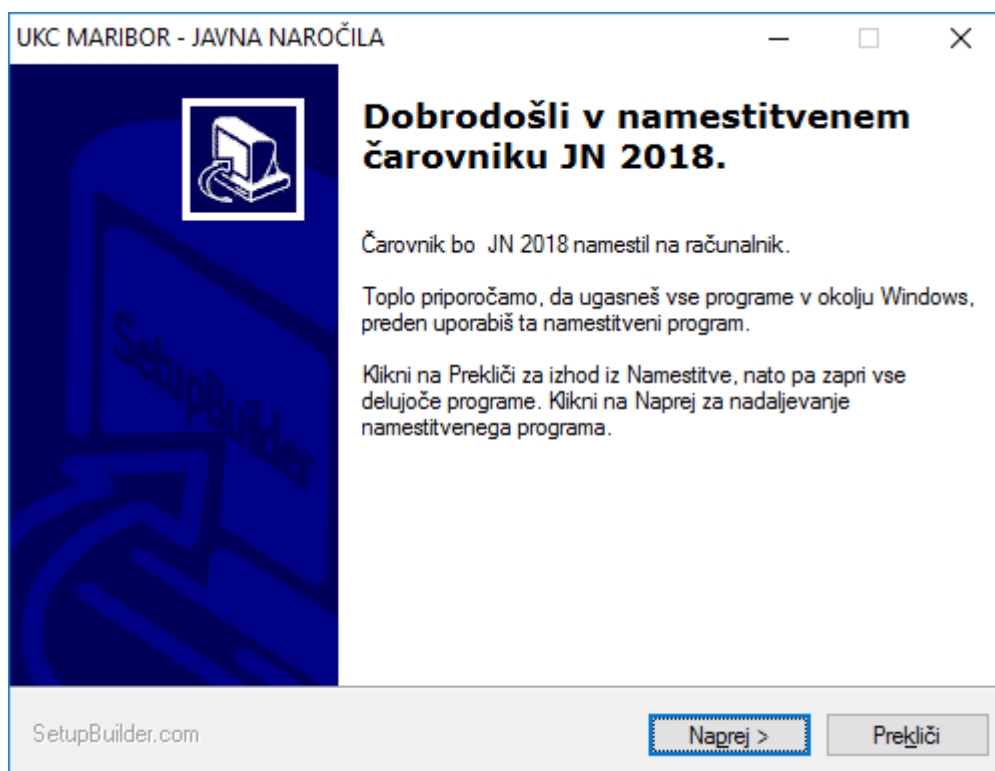 UKC MARIBOR - JAVNA NAROČILA
Dobrodošli v namestitvenem
čarovniku JN 2018.
Čarovnik bo  JN 2018 namestil na računalnik.
Toplo priporočamo, da ugasneš vse programe v okolju Windows,
preden uporabiš ta namestitveni program.
Klikni na Prekliči za izhod iz Namestitve, nato pa zapri vse
delujoče programe. Klikni na Naprej za nadaljevanje
namestitvenega programa.
SetupBuilder
SetupBuilder.com
Naprej >
Prekliči